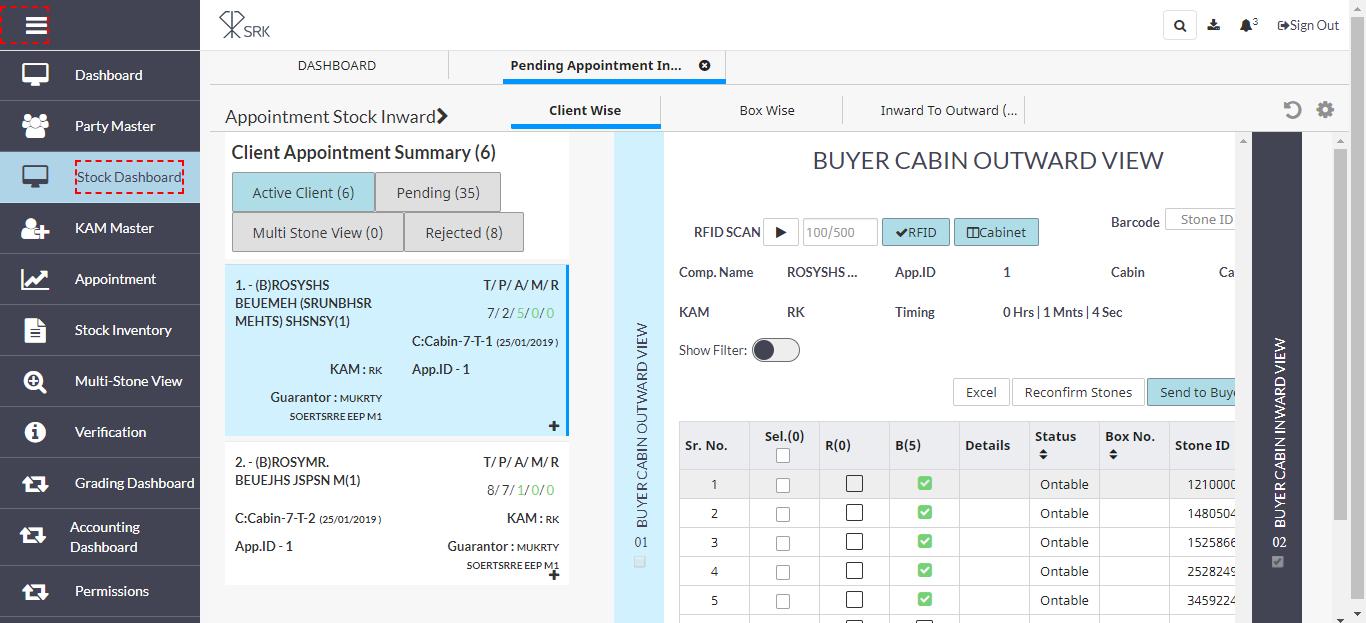 SRK
3
Sign Out
Dashboard
Party Master
Stock Dashboard
KAM Master
Appointment
Stock Inventory
Multi-Stone View
Verification
Grading Dashboard
Accounting
Dashboard
Permissions
DASHBOARD
Pending Appointment In...
Appointment Stock Inward
Client Wise
Box Wise
Inward To Outward (...
Client Appointment Summary (6)
Active Client (6)
Pending (35)
Multi Stone View (0)
Rejected (8)
1. - (B)ROSYSHS
BEUEMEH (SRUNBHSR
MEHTS) SHSNSY(1)
T/ P/ A/ M/ R
7/ 2/ 5/ 0/ 0
C:Cabin-7-T-1 (25/01/2019 )
KAM : RK
App.ID - 1
Guarantor : MUKRTY
SOERTSRRE EEP M1
2. - (B)ROSYMR.
BEUEJHS JSPSN M(1)
T/ P/ A/ M/ R
8/ 7/ 1/ 0/ 0
C:Cabin-7-T-2 (25/01/2019 )
KAM : RK
App.ID - 1
Guarantor : MUKRTY
SOERTSRRE EEP M1
BUYER CABIN OUTWARD VIEW
01
BUYER CABIN OUTWARD VIEW
RFID SCAN
100/500
RFID
Cabinet
Barcode
Stone ID
Comp. Name
ROSYSHS ...
App.ID
1
Cabin
Ca
KAM
RK
Timing
0 Hrs | 1 Mnts | 4 Sec
Show Filter:
Excel
Reconfirm Stones
Send to Buye
Sr. No. Sel.(0) R(0) B(5) Details Status Box No. Stone ID
1 Ontable 1210000
2 Ontable 1480504
3 Ontable 1525866
4 Ontable 2528249
5 Ontable 3459224
BUYER CABIN INWARD VIEW
02